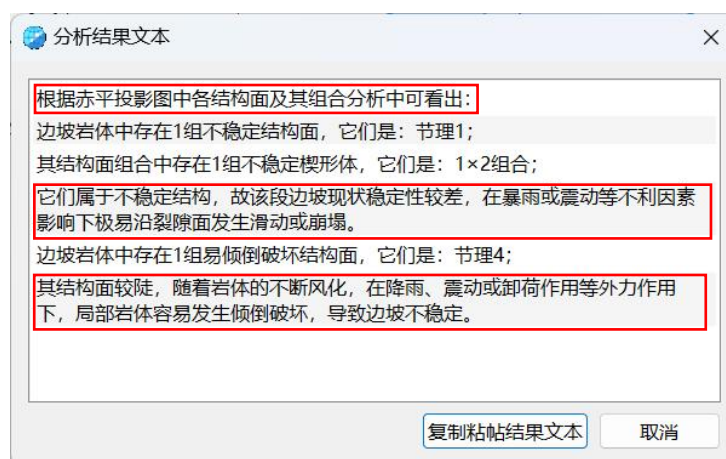 分析结果文本
根据赤平投影图中各结构面及其组合分析中可看出：
边坡岩体中存在1组不稳定结构面，它们是：节理1；
其结构面组合中存在1组不稳定楔形体，它们是：1×2组合；
它们属于不稳定结构，故该段边坡现状稳定性较差，在暴雨或震动等不利因素
影响下极易沿裂隙面发生滑动或崩塌。
边坡岩体中存在1组易倾倒破坏结构面，它们是：节理4；
其结构面较陡，随着岩体的不断风化，在降雨、震动或卸荷作用等外力作用
下，局部岩体容易发生倾倒破坏，导致边坡不稳定。
复制粘帖结果文本
取消